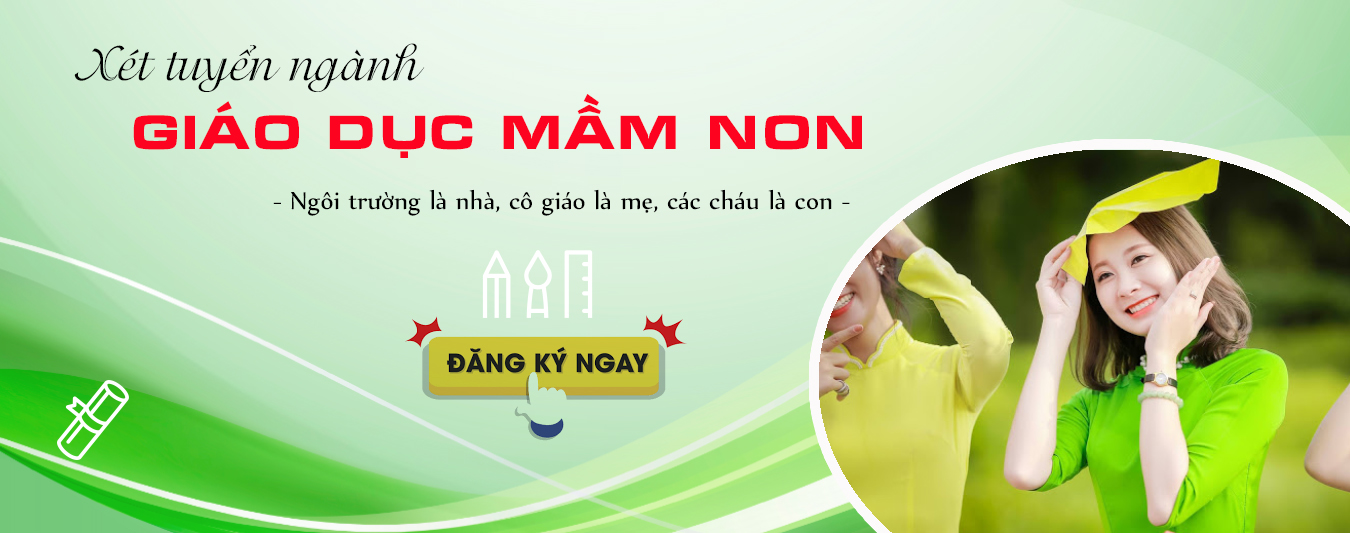 Xét tuyển ngành
GIÁO DỤC MẦM NON
- Ngôi trường là nhà, cô giáo là mẹ, các cháu là con -
ĐĂNG KÝ NGAY